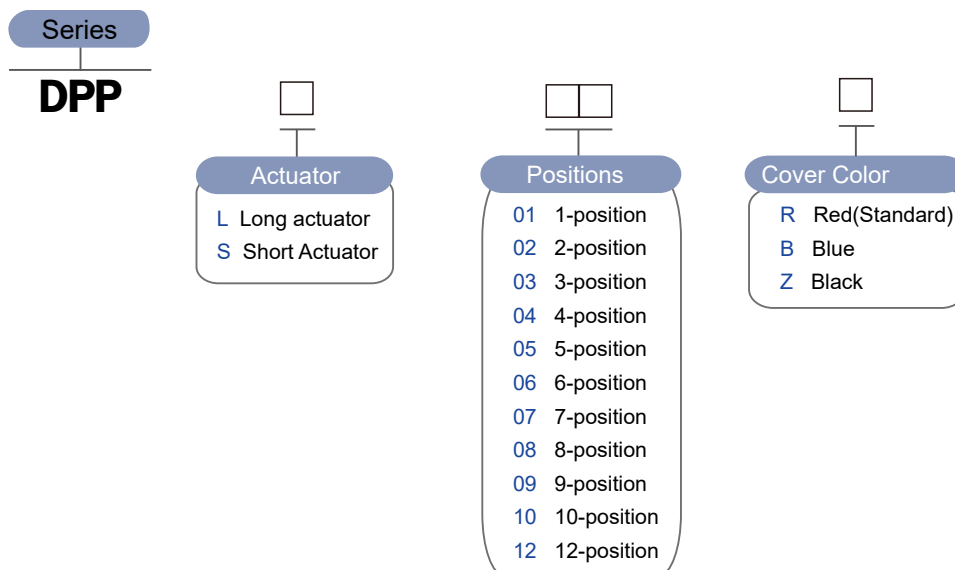 Series
DPP
Actuator
L Long actuator
S Short Actuator
Positions
01 1-position
02 2-position
03 3-position
04 4-position
05 5-position
06 6-position
07 7-position
08 8-position
09 9-position
10 10-position
12 12-position
Cover Color
R Red(Standard)
B Blue
Z Black